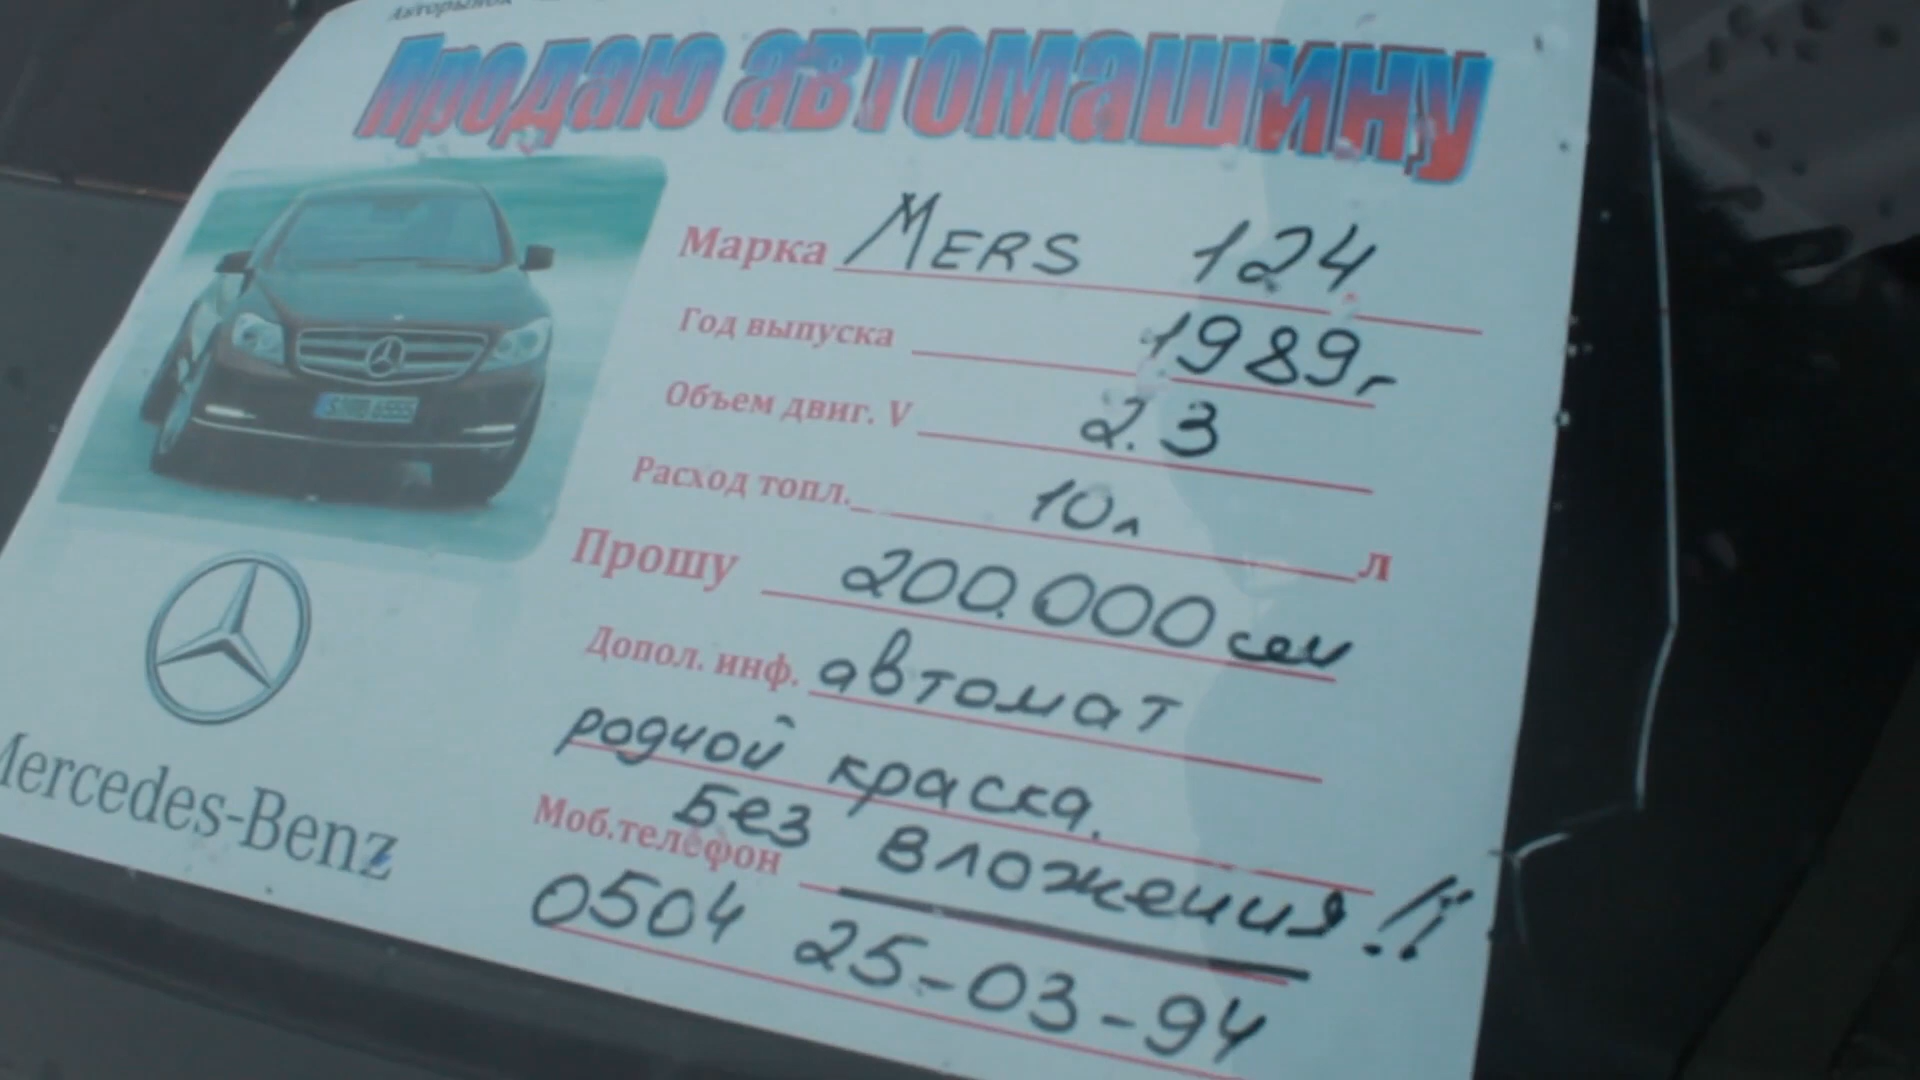 Авторынок
Продаю автомашину
Марка MERS 124
Год выпуска 1989г
Объем двиг. V 2.3
Расход топл. 10л л
Прошу 200.000 сом
Допол. инф. автомат
родной краска.
Без вложения!!
Моб.телефон
0504 25-03-94
Mercedes-Benz